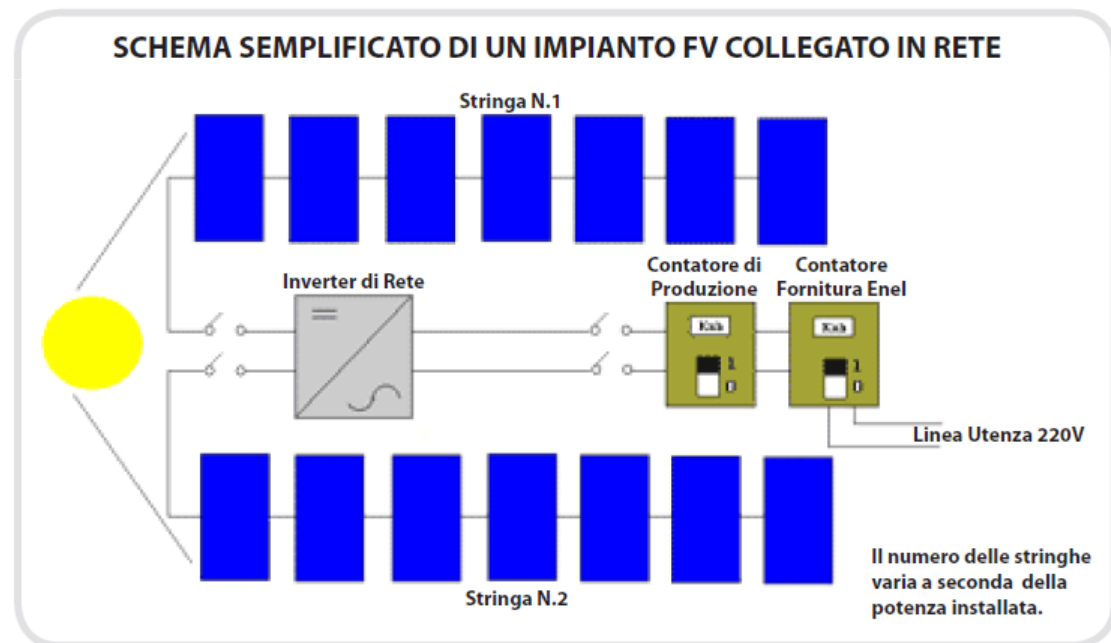 SCHEMA SEMPLIFICATO DI UN IMPIANTO FV COLLEGATO IN RETE
Stringa N.1
Inverter di Rete
Contatore di
Produzione
Contatore
Fornitura Enel
Kwh
1
0
Kwh
1
0
Linea Utenza 220V
Stringa N.2
Il numero delle stringhe
varia a seconda della
potenza installata.